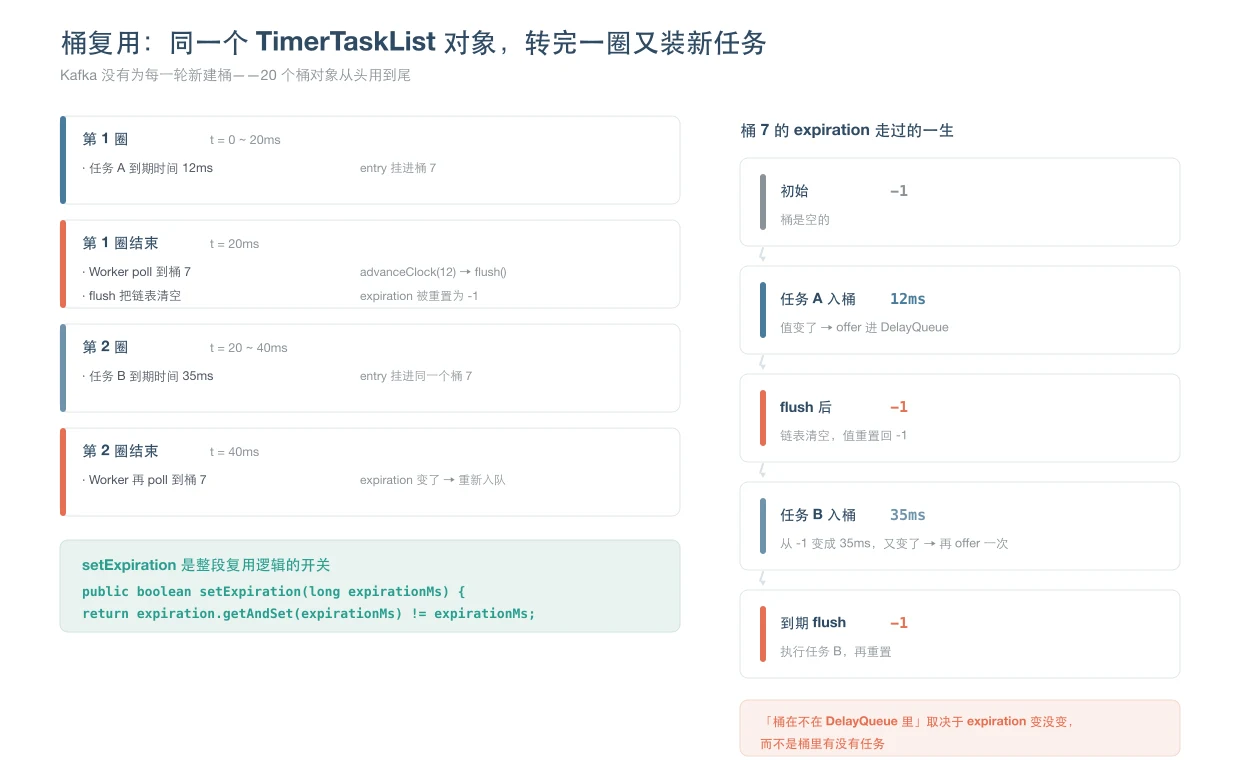 桶复用：同一个 TimerTaskList 对象，转完一圈又装新任务
Kafka 没有为每一轮新建桶——20 个桶对象从头用到尾
第 1 圈 t = 0 ~ 20ms
· 任务 A 到期时间 12ms entry 挂进桶 7
第 1 圈结束 t = 20ms
· Worker poll 到桶 7 advanceClock(12) → flush()
· flush 把链表清空 expiration 被重置为 -1
第 2 圈 t = 20 ~ 40ms
· 任务 B 到期时间 35ms entry 挂进同一个桶 7
第 2 圈结束 t = 40ms
· Worker 再 poll 到桶 7 expiration 变了 → 重新入队
setExpiration 是整段复用逻辑的开关
public boolean setExpiration(long expirationMs) {
return expiration.getAndSet(expirationMs) != expirationMs;
桶 7 的 expiration 走过的一生
初始 -1
桶是空的
任务 A 入桶 12ms
值变了 → offer 进 DelayQueue
flush 后 -1
链表清空，值重置回 -1
任务 B 入桶 35ms
从 -1 变成 35ms，又变了 → 再 offer 一次
到期 flush -1
执行任务 B，再重置
「桶在不在 DelayQueue 里」取决于 expiration 变没变，
而不是桶里有没有任务